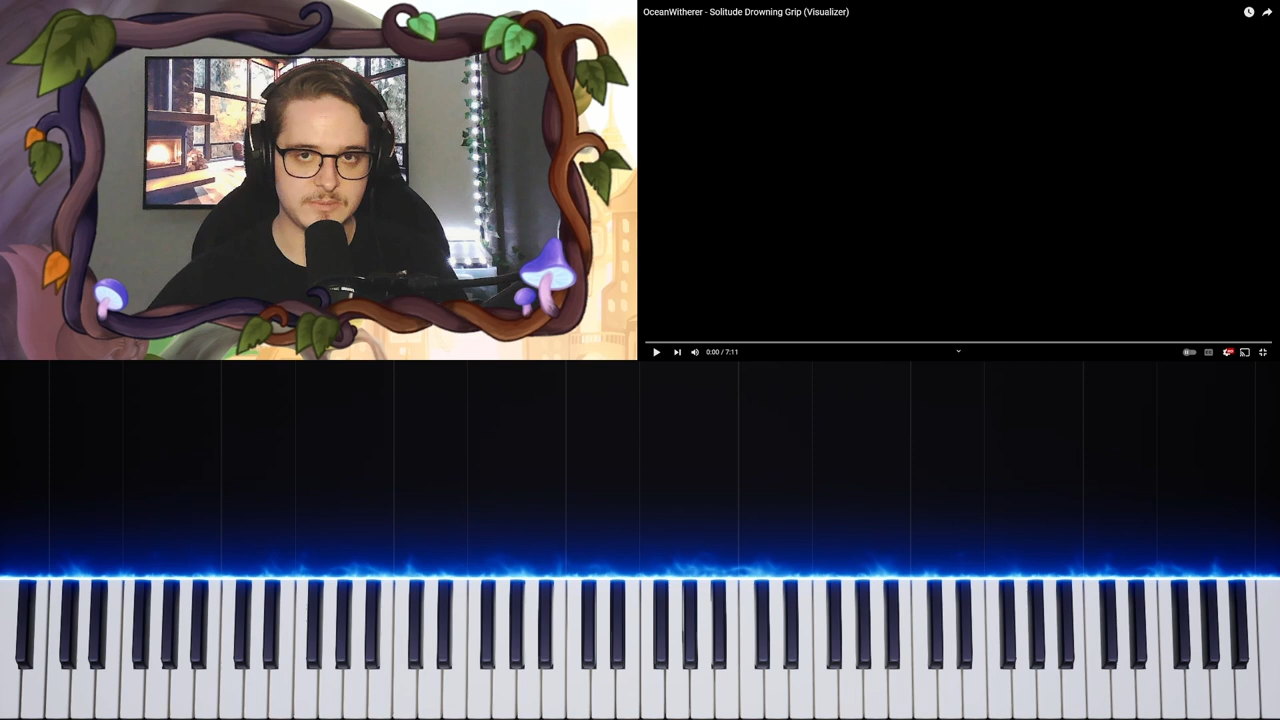 OceanWitherer - Solitude Drowning Grip (Visualizer)
0:00 / 7:11